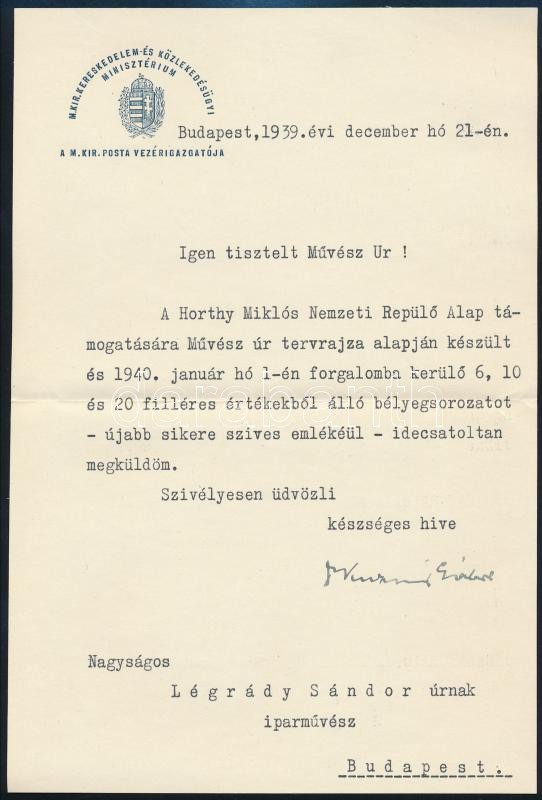 M.KIR.KERESKEDELEM-ÉS KÖZLEKEDÉSÜGYI
MINISZTÉRIUM
A M.KIR.POSTA VEZÉRIGAZGATÓJA
Budapest,1939.évi december hó 21-én.
Igen tisztelt Művész Ur !
A Horthy Miklós Nemzeti Repülő Alap tá-
mogatására Művész úr tervrajza alapján készült
és 1940. január hó 1-én forgalomba kerülő 6, 10
és 20 filléres értékekből álló bélyegsorozatot
- újabb sikere szives emlékéül - idecsatoltan
megküldöm.
Szivélyesen üdvözli
készséges hive
Nagyságos
Légrády Sándor úrnak
iparművész
Budapest.
darabanth